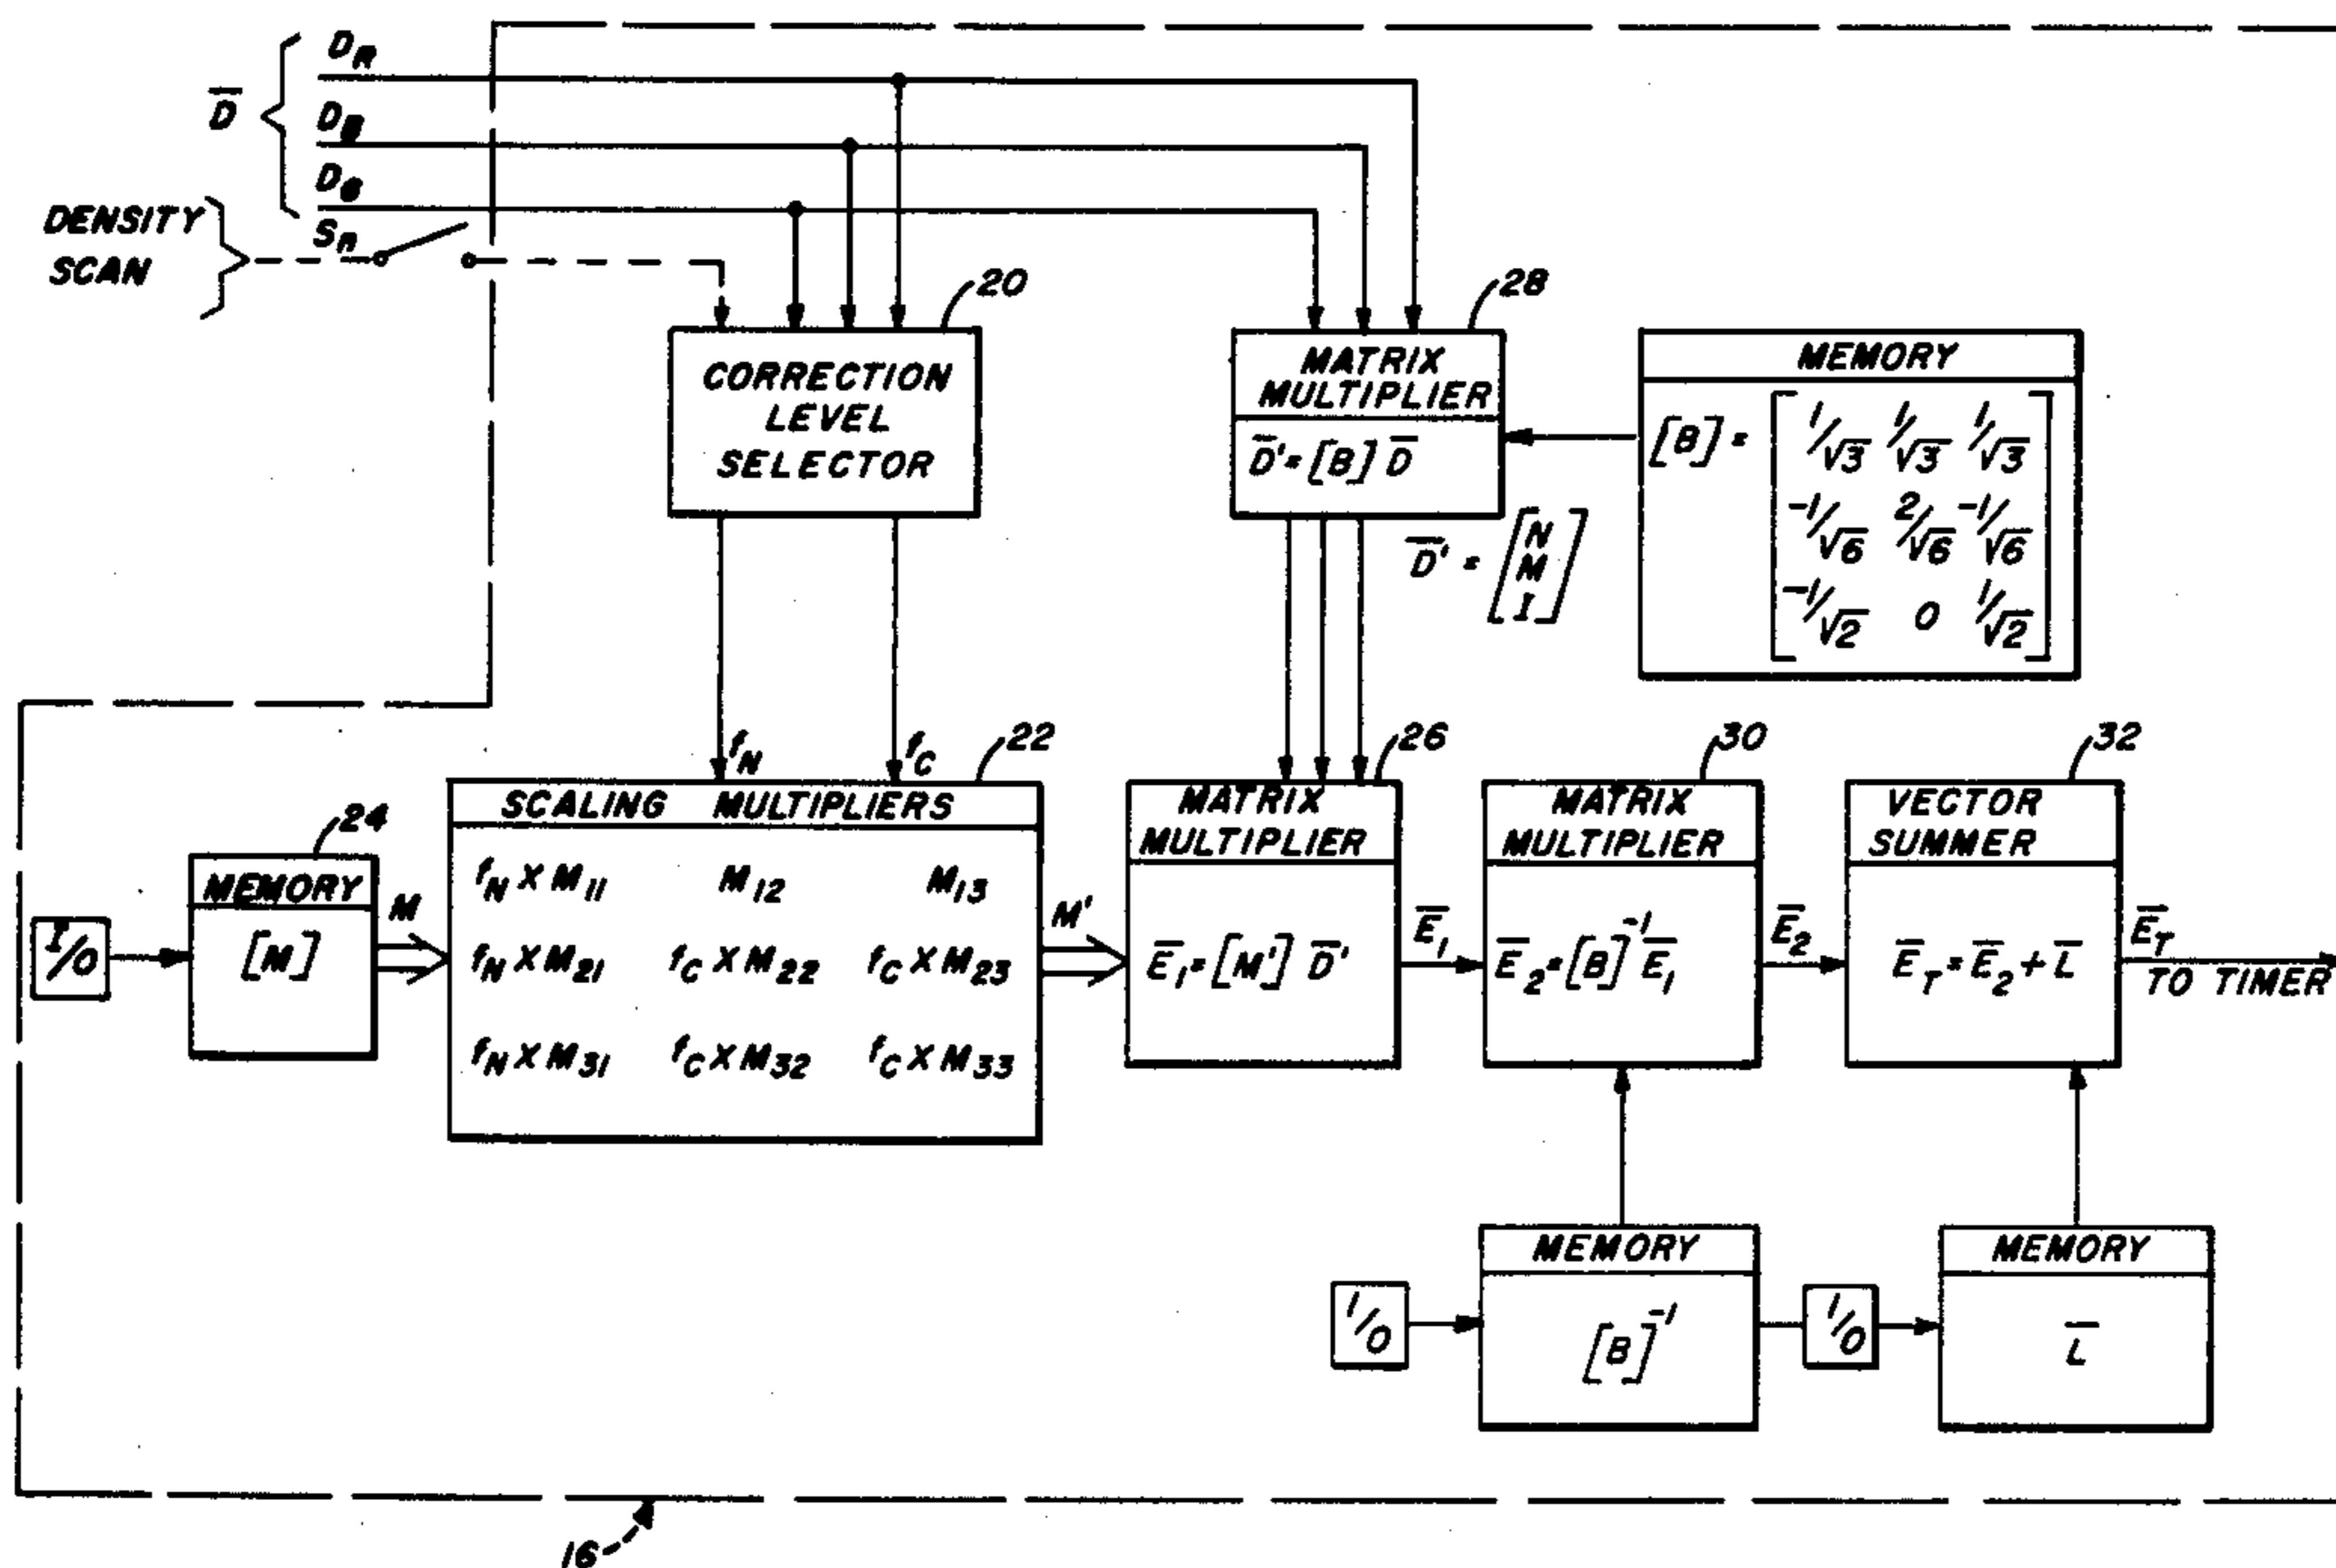 D_R
D̄
D_B
D_G
DENSITY
SCAN
S_n
20
CORRECTION
LEVEL
SELECTOR
28
MATRIX
MULTIPLIER
D̄'=[B] D̄
MEMORY
[B]= [1/√3 1/√3 1/√3
-1/√6 2/√6 -1/√6
-1/√2 0 1/√2]
D̄' = [N
M
I]
f_N
f_C
22
SCALING MULTIPLIERS
f_N X M_11 M_12 M_13
f_N X M_21 f_C X M_22 f_C X M_23
f_N X M_31 f_C X M_32 f_C X M_33
24
MEMORY
[M]
I/O
M
M'
26
MATRIX
MULTIPLIER
Ē_1=[M'] D̄'
Ē_1
30
MATRIX
MULTIPLIER
Ē_2=[B]^-1 Ē_1
Ē_2
32
VECTOR
SUMMER
Ē_T=Ē_2+L̄
Ē_T
TO TIMER
I/O
MEMORY
[B]^-1
I/O
MEMORY
L̄
16